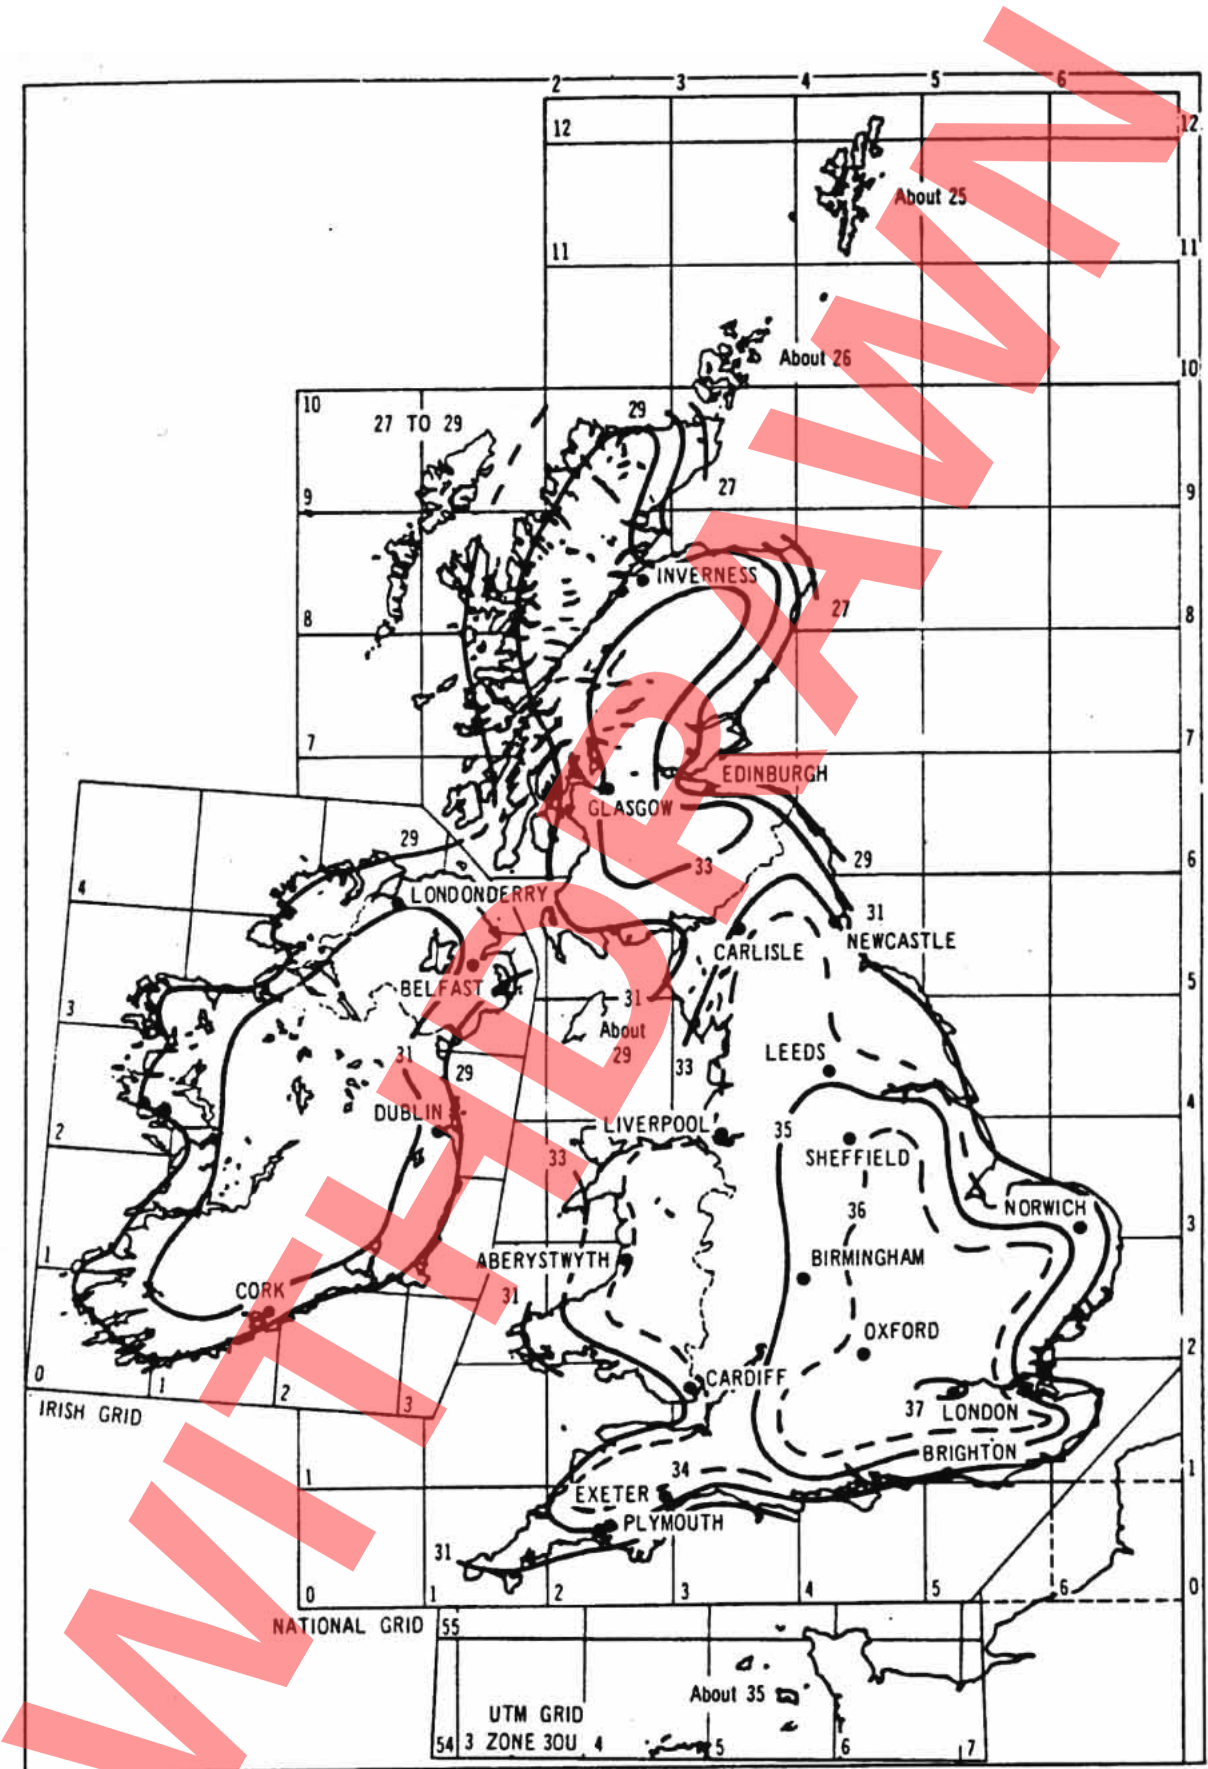 2 3 4 5 6
12 12
About 25
11 11
About 26
10
10 29
27 TO 29
27
9 9
INVERNESS
27
8 8
7 7
EDINBURGH
GLASGOW
29 29
33 6
4 LONDONDERRY
31
NEWCASTLE
CARLISLE
BELFAST 5
31
3 About
29
31 29 33 LEEDS
DUBLIN 4
2 LIVERPOOL 35
33 SHEFFIELD
36 NORWICH
3
1 ABERYSTWYTH BIRMINGHAM
CORK 31
OXFORD
2
0 1 2 3 CARDIFF
IRISH GRID 37 LONDON
BRIGHTON
1 34 1
EXETER
PLYMOUTH
31
0 1 2 3 4 5 6 0
NATIONAL GRID 55
About 35
UTM GRID
54 3 ZONE 30U 4 5 6 7
WITHDRAWN